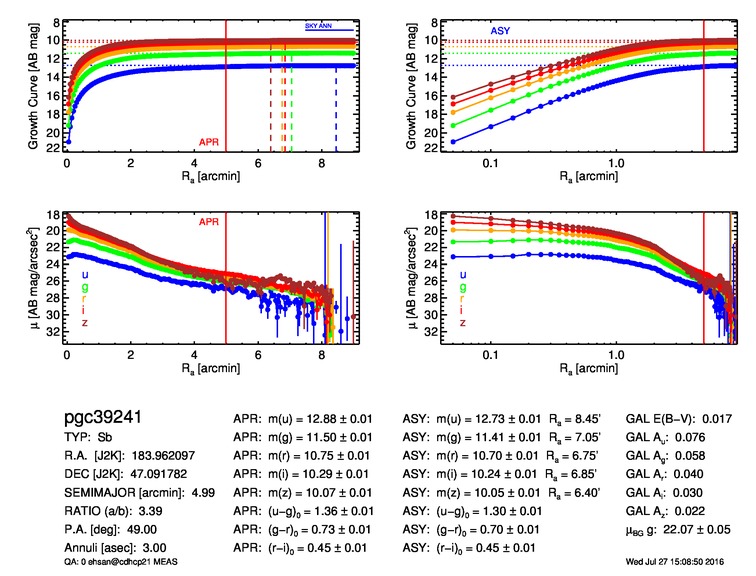 SKY ANN
APR
Growth Curve [AB mag]
8
10
12
14
16
18
20
22
0
2
4
6
8
Rₐ [arcmin]
ASY
Growth Curve [AB mag]
8
10
12
14
16
18
20
22
0.1
1.0
Rₐ [arcmin]
APR
μ [AB mag/arcsec²]
18
20
22
24
26
28
30
32
u
g
r
i
z
0
2
4
6
8
Rₐ [arcmin]
μ [AB mag/arcsec²]
18
20
22
24
26
28
30
32
u
g
r
i
z
0.1
1.0
Rₐ [arcmin]
pgc39241
TYP: Sb
R.A. [J2K]: 183.962097
DEC [J2K]: 47.091782
SEMIMAJOR [arcmin]: 4.99
RATIO (a/b): 3.39
P.A. [deg]: 49.00
Annuli [asec]: 3.00
QA: 0 ehsan@cdhcp21 MEAS
APR: m(u) = 12.88 ± 0.01
APR: m(g) = 11.50 ± 0.01
APR: m(r) = 10.75 ± 0.01
APR: m(i) = 10.29 ± 0.01
APR: m(z) = 10.07 ± 0.01
APR: (u-g)₀ = 1.36 ± 0.01
APR: (g-r)₀ = 0.73 ± 0.01
APR: (r-i)₀ = 0.45 ± 0.01
ASY: m(u) = 12.73 ± 0.01 Rₐ = 8.45'
ASY: m(g) = 11.41 ± 0.01 Rₐ = 7.05'
ASY: m(r) = 10.70 ± 0.01 Rₐ = 6.75'
ASY: m(i) = 10.24 ± 0.01 Rₐ = 6.85'
ASY: m(z) = 10.05 ± 0.01 Rₐ = 6.40'
ASY: (u-g)₀ = 1.30 ± 0.01
ASY: (g-r)₀ = 0.70 ± 0.01
ASY: (r-i)₀ = 0.45 ± 0.01
GAL E(B-V): 0.017
GAL Aᵤ: 0.076
GAL A_g: 0.058
GAL Aᵣ: 0.040
GAL Aᵢ: 0.030
GAL A_z: 0.022
μ_BG g: 22.07 ± 0.05
Wed Jul 27 15:08:50 2016